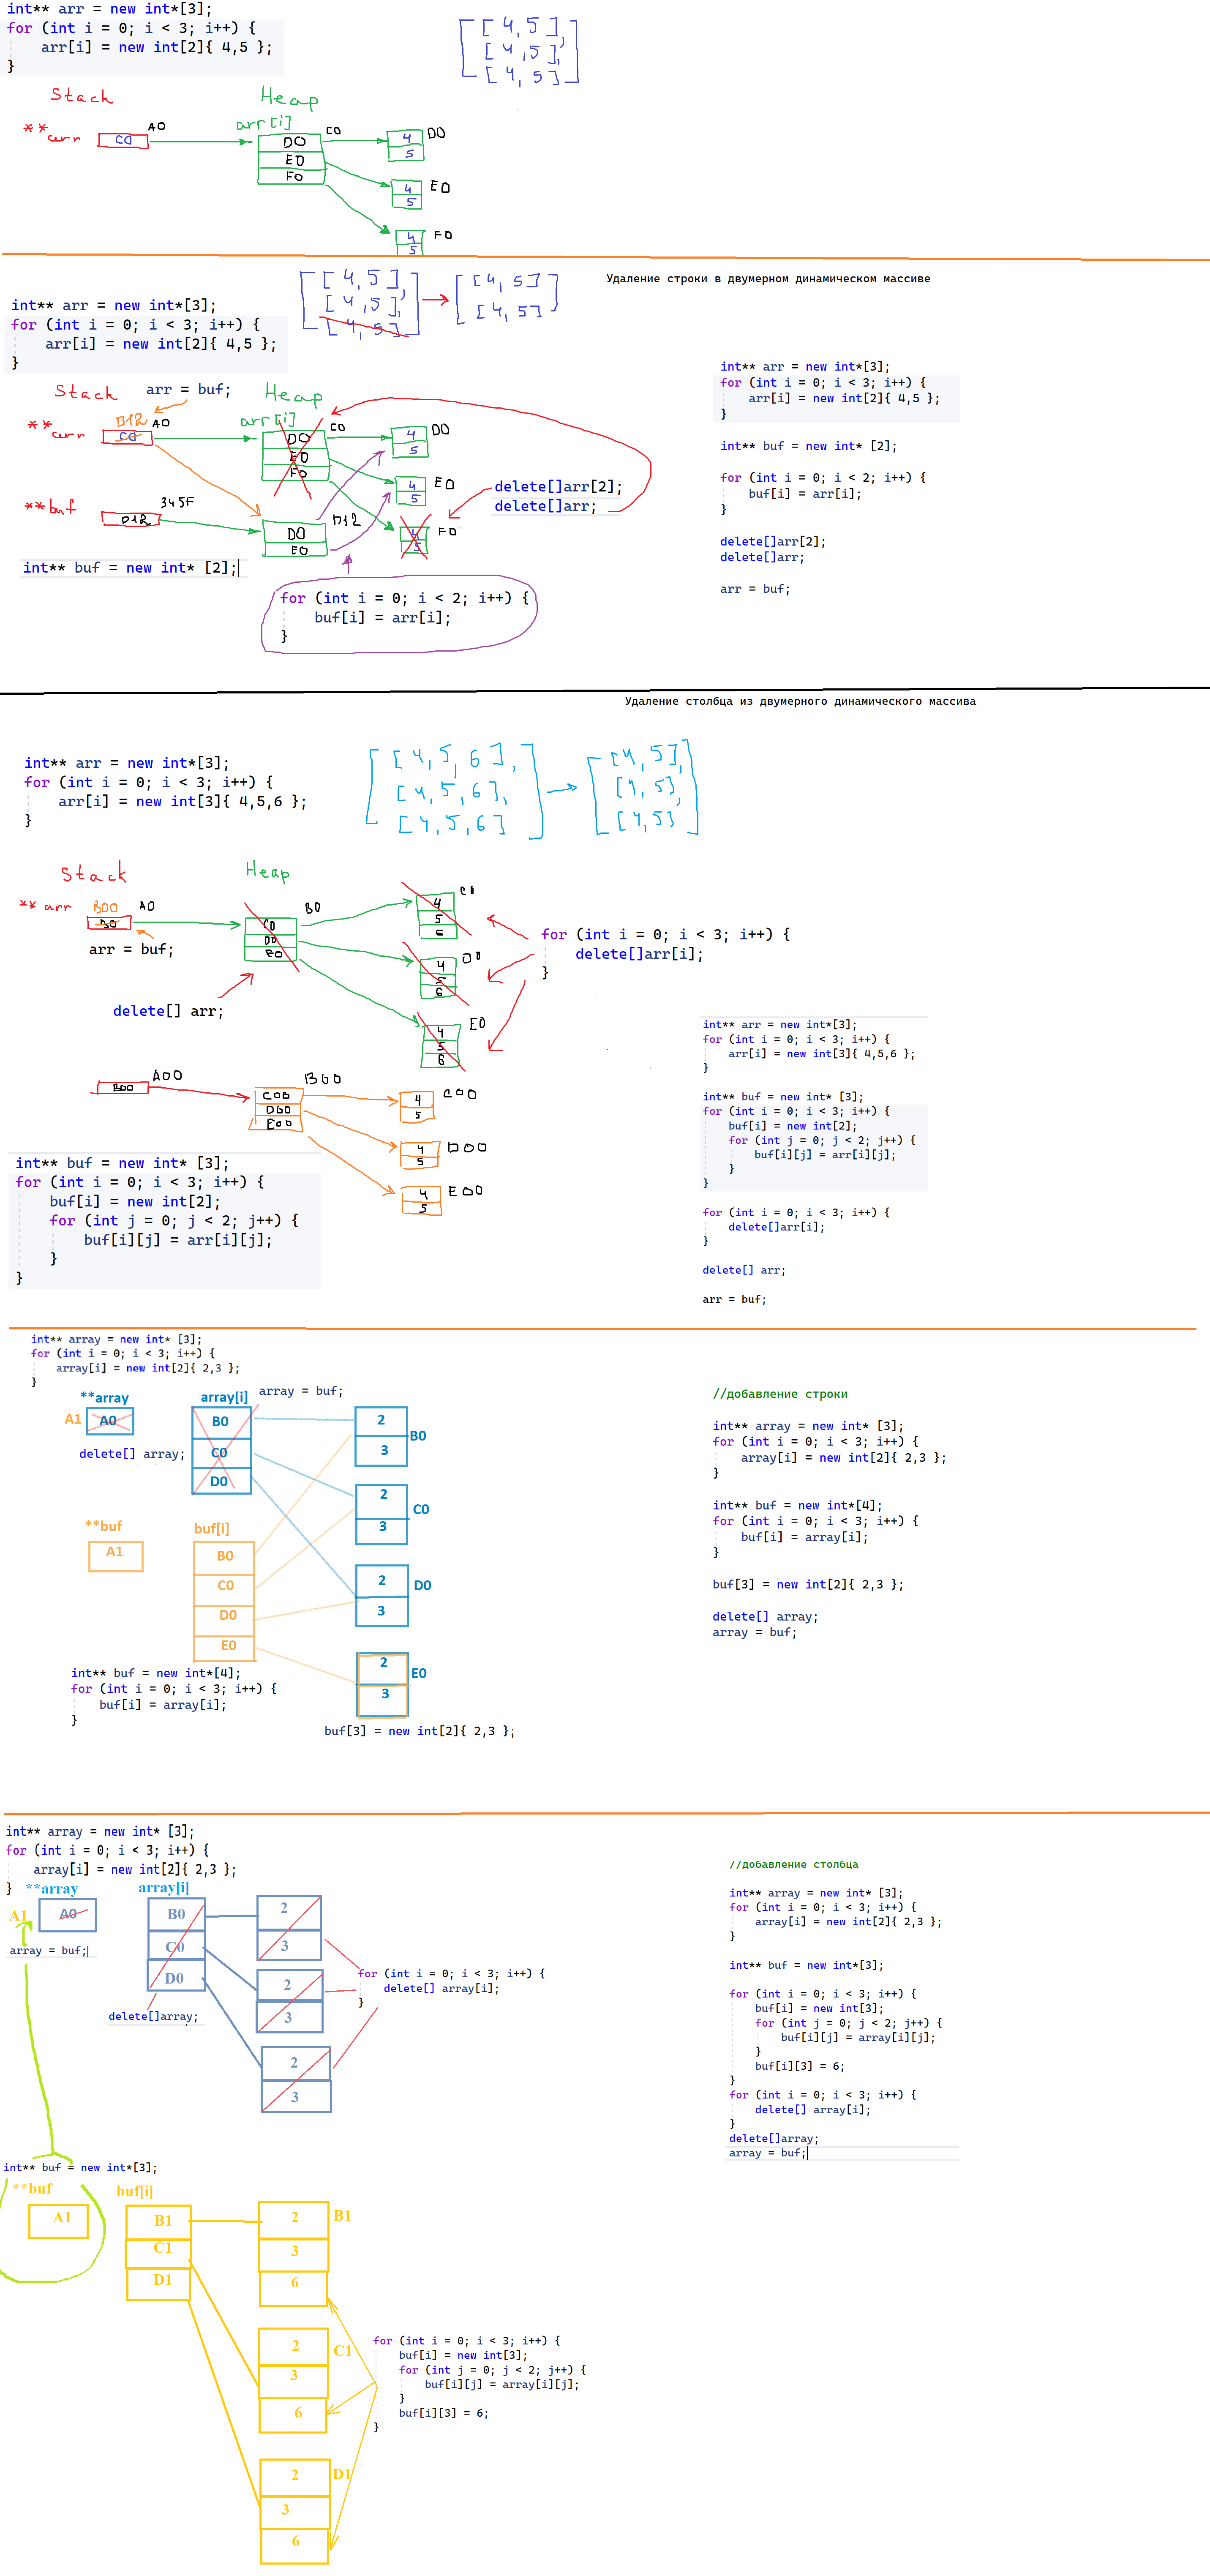 int** arr = new int*[3];
for (int i = 0; i < 3; i++) {
arr[i] = new int[2]{ 4,5 };
}
[ 4, 5 ],
[ 4, 5 ],
[ 4, 5 ]
Stack
Heap
**arr
C0
A0
arr[i]
D0
E0
F0
C0
4
5
D0
4
5
E0
4
5
F0
Удаление строки в двумерном динамическом массиве
int** arr = new int*[3];
for (int i = 0; i < 3; i++) {
arr[i] = new int[2]{ 4,5 };
}
[ 4, 5 ],
[ 4, 5 ],
[ 4, 5 ]
[ 4, 5 ]
[ 4, 5 ]
Stack
arr = buf;
Heap
D12
**arr
C0
A0
arr[i]
D0
E0
F0
C0
4
5
D0
4
5
E0
4
5
F0
delete[]arr[2];
delete[]arr;
**buf
D12
345F
D0
E0
D12
int** buf = new int* [2];
for (int i = 0; i < 2; i++) {
buf[i] = arr[i];
}
int** arr = new int*[3];
for (int i = 0; i < 3; i++) {
arr[i] = new int[2]{ 4,5 };
}
int** buf = new int* [2];
for (int i = 0; i < 2; i++) {
buf[i] = arr[i];
}
delete[]arr[2];
delete[]arr;
arr = buf;
Удаление столбца из двумерного динамического массива
int** arr = new int*[3];
for (int i = 0; i < 3; i++) {
arr[i] = new int[3]{ 4,5,6 };
}
[ 4, 5, 6 ],
[ 4, 5, 6 ],
[ 4, 5, 6 ]
[ 4, 5 ],
[ 4, 5 ],
[ 4, 5 ]
Stack
Heap
** arr
B00
B0
A0
arr = buf;
C0
D0
E0
B0
4
5
6
C0
4
5
6
D0
4
5
6
E0
for (int i = 0; i < 3; i++) {
delete[]arr[i];
}
delete[] arr;
B00
A00
C00
D00
E00
B00
4
5
C00
4
5
D00
4
5
E00
int** buf = new int* [3];
for (int i = 0; i < 3; i++) {
buf[i] = new int[2];
for (int j = 0; j < 2; j++) {
buf[i][j] = arr[i][j];
}
}
int** arr = new int*[3];
for (int i = 0; i < 3; i++) {
arr[i] = new int[3]{ 4,5,6 };
}
int** buf = new int* [3];
for (int i = 0; i < 3; i++) {
buf[i] = new int[2];
for (int j = 0; j < 2; j++) {
buf[i][j] = arr[i][j];
}
}
for (int i = 0; i < 3; i++) {
delete[]arr[i];
}
delete[] arr;
arr = buf;
int** array = new int* [3];
for (int i = 0; i < 3; i++) {
array[i] = new int[2]{ 2,3 };
}
**array
array[i]
array = buf;
A1
A0
delete[] array;
B0
C0
D0
2
3
B0
2
3
C0
2
3
D0
2
3
E0
**buf
A1
buf[i]
B0
C0
D0
E0
int** buf = new int*[4];
for (int i = 0; i < 3; i++) {
buf[i] = array[i];
}
buf[3] = new int[2]{ 2,3 };
//добавление строки
int** array = new int* [3];
for (int i = 0; i < 3; i++) {
array[i] = new int[2]{ 2,3 };
}
int** buf = new int*[4];
for (int i = 0; i < 3; i++) {
buf[i] = array[i];
}
buf[3] = new int[2]{ 2,3 };
delete[] array;
array = buf;
int** array = new int* [3];
for (int i = 0; i < 3; i++) {
array[i] = new int[2]{ 2,3 };
}
**array
array[i]
A1
A0
array = buf;
B0
C0
D0
delete[]array;
2
3
2
3
2
3
for (int i = 0; i < 3; i++) {
delete[] array[i];
}
int** buf = new int*[3];
**buf
A1
buf[i]
B1
C1
D1
2
3
6
B1
2
3
6
C1
2
3
6
D1
for (int i = 0; i < 3; i++) {
buf[i] = new int[3];
for (int j = 0; j < 2; j++) {
buf[i][j] = array[i][j];
}
buf[i][3] = 6;
}
//добавление столбца
int** array = new int* [3];
for (int i = 0; i < 3; i++) {
array[i] = new int[2]{ 2,3 };
}
int** buf = new int*[3];
for (int i = 0; i < 3; i++) {
buf[i] = new int[3];
for (int j = 0; j < 2; j++) {
buf[i][j] = array[i][j];
}
buf[i][3] = 6;
}
for (int i = 0; i < 3; i++) {
delete[] array[i];
}
delete[]array;
array = buf;